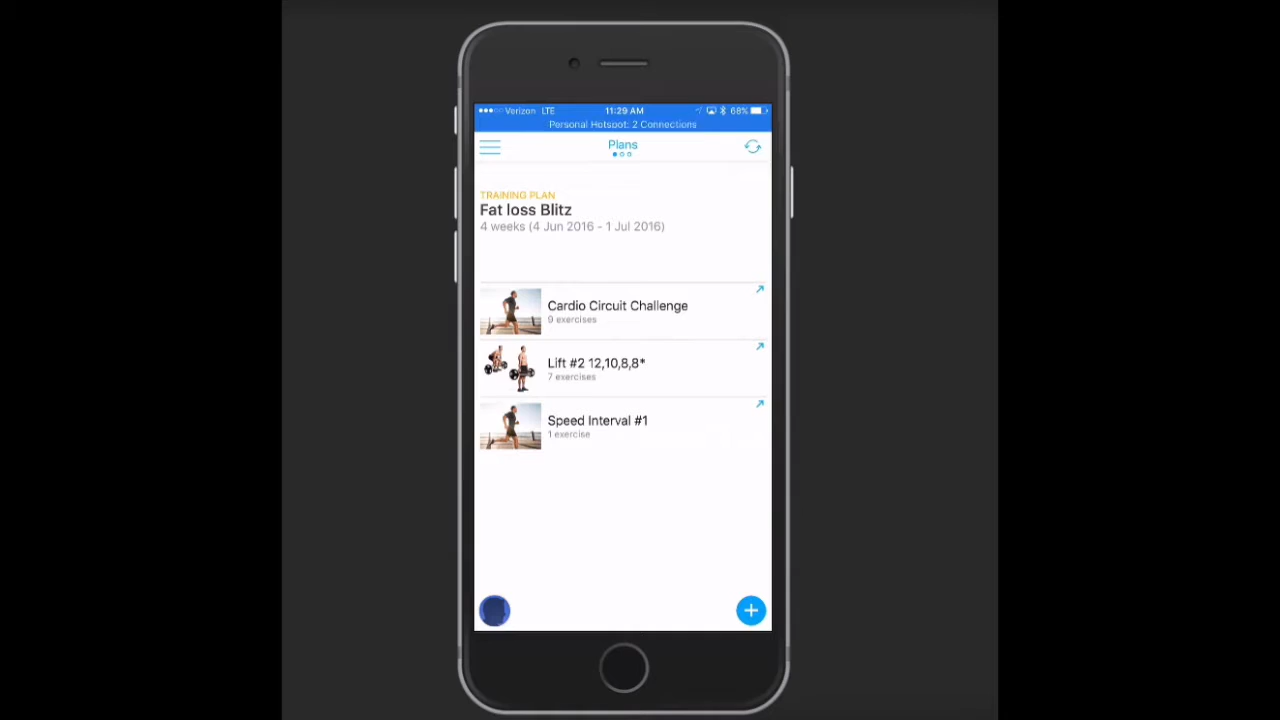 Verizon LTE 11:29 AM 68%
Personal Hotspot: 2 Connections
Plans
TRAINING PLAN
Fat loss Blitz
4 weeks (4 Jun 2016 - 1 Jul 2016)
Cardio Circuit Challenge
9 exercises
Lift #2 12,10,8,8*
7 exercises
Speed Interval #1
1 exercise